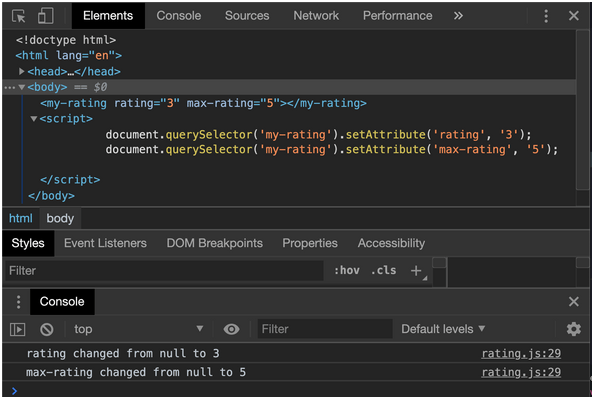 Elements Console Sources Network Performance »
<!doctype html>
<html lang="en">
<head>…</head>
<body> == $0
<my-rating rating="3" max-rating="5"></my-rating>
<script>
document.querySelector('my-rating').setAttribute('rating', '3');
document.querySelector('my-rating').setAttribute('max-rating', '5');
</script>
</body>
html body
Styles Event Listeners DOM Breakpoints Properties Accessibility
Filter :hov .cls +
Console
top Filter Default levels
rating changed from null to 3 rating.js:29
max-rating changed from null to 5 rating.js:29
>